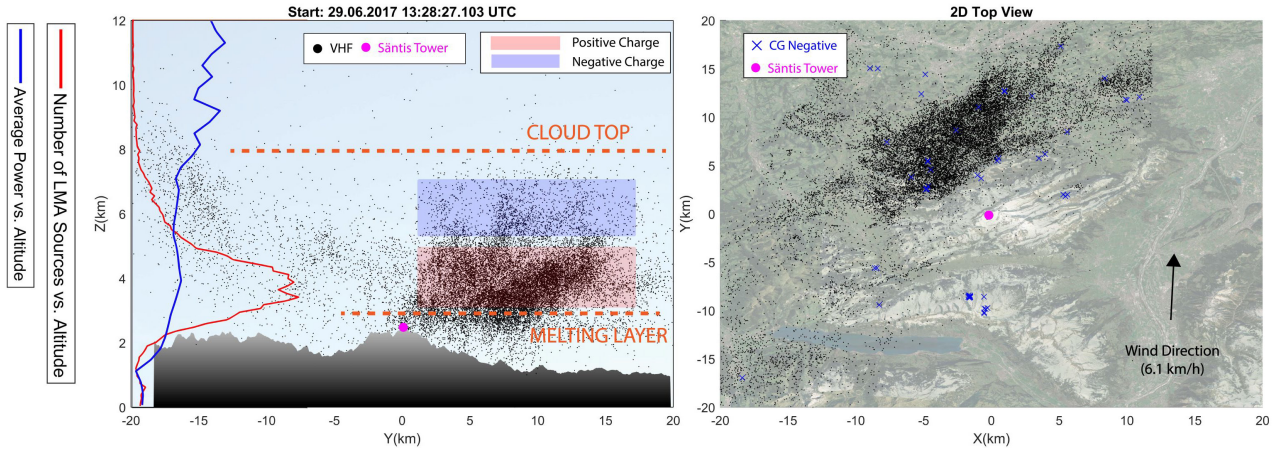 Average Power vs. Altitude
Number of LMA Sources vs. Altitude
Start: 29.06.2017 13:28:27.103 UTC
12
10
8
6
4
2
0
Z(km)
VHF
Säntis Tower
Positive Charge
Negative Charge
CLOUD TOP
MELTING LAYER
-20
-15
-10
-5
0
5
10
15
20
Y(km)
2D Top View
20
15
10
5
0
-5
-10
-15
-20
Y(km)
CG Negative
Säntis Tower
Wind Direction
(6.1 km/h)
-20
-15
-10
-5
0
5
10
15
20
X(km)